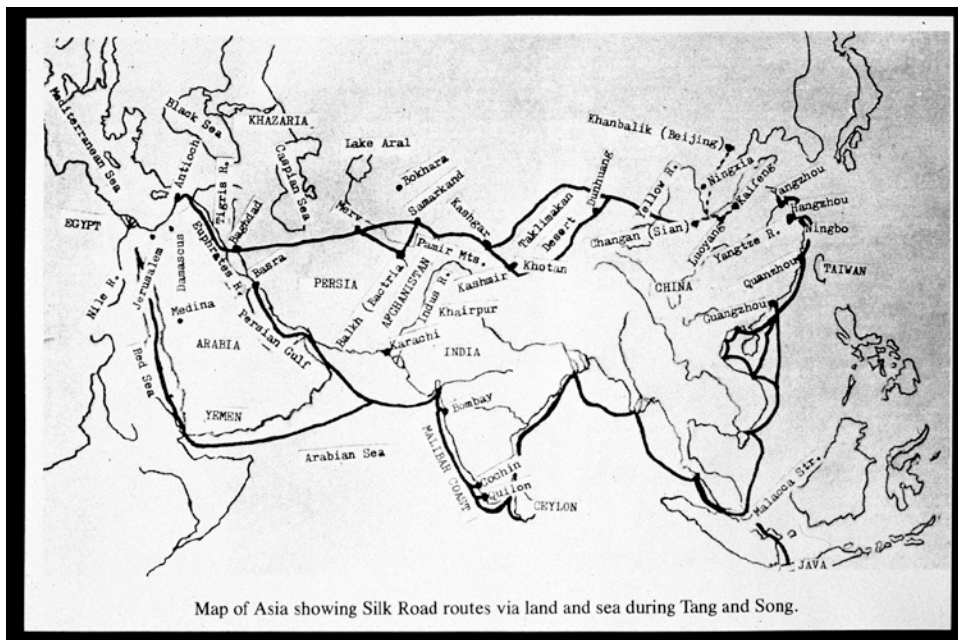 Mediterranean Sea
Black Sea
KHAZARIA
Caspian Sea
Lake Aral
Bokhara
Samarkand
Kashgar
Taklimakan
Desert
Dunhuang
Khanbalik (Beijing)
Yellow R.
Ningxia
Kaifeng
Yangzhou
Hangzhou
Ningbo
Antioch
Tigris R.
Bagdad
Merv
EGYPT
Euphrates R.
Basra
Pamir Mts.
Changan (Sian)
Luoyang
Yangtze R.
Khotan
Kashmir
Quanzhou
TAIWAN
Nile R.
Jerusalem
Damascus
Medina
PERSIA
Balkh (Bactria)
AFGHANISTAN
Indus R.
Khairpur
CHINA
Guangzhou
Persian Gulf
Karachi
INDIA
ARABIA
Red Sea
YEMEN
Bombay
Arabian Sea
MALIBAR COAST
Cochin
Quilon
CEYLON
Malacca Str.
JAVA
Map of Asia showing Silk Road routes via land and sea during Tang and Song.